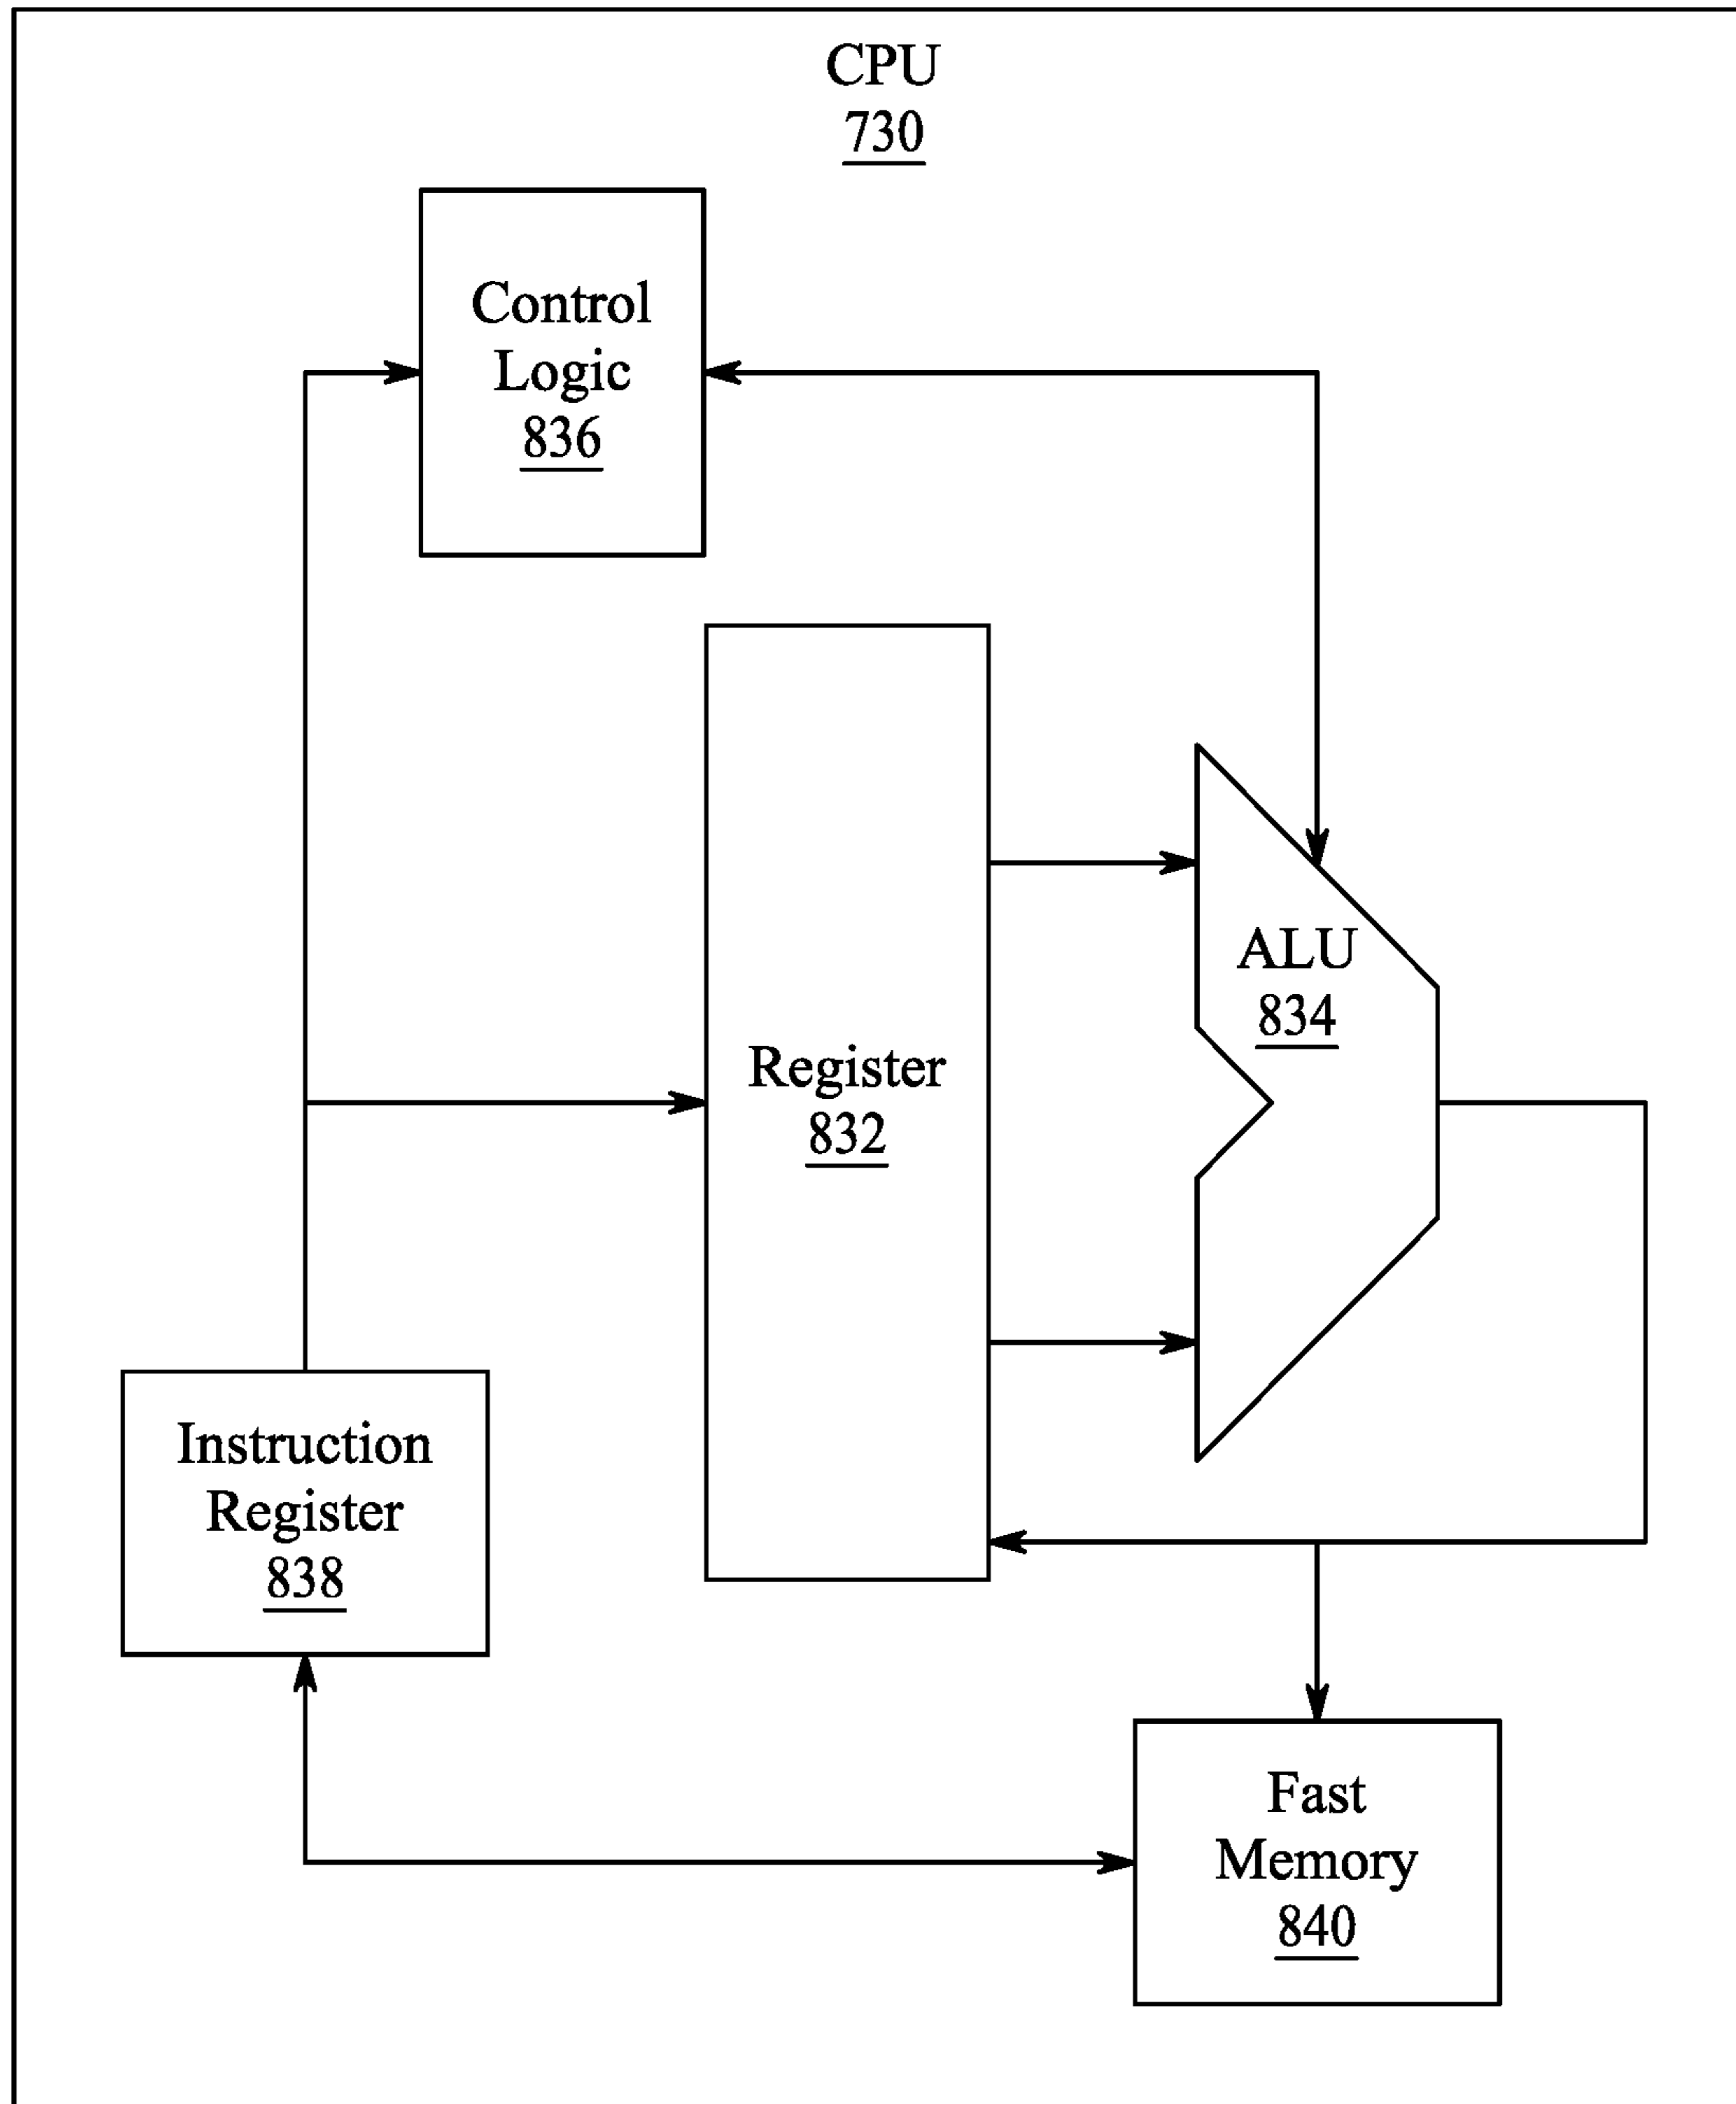 CPU
730
Control
Logic
836
ALU
834
Register
832
Instruction
Register
838
Fast
Memory
840